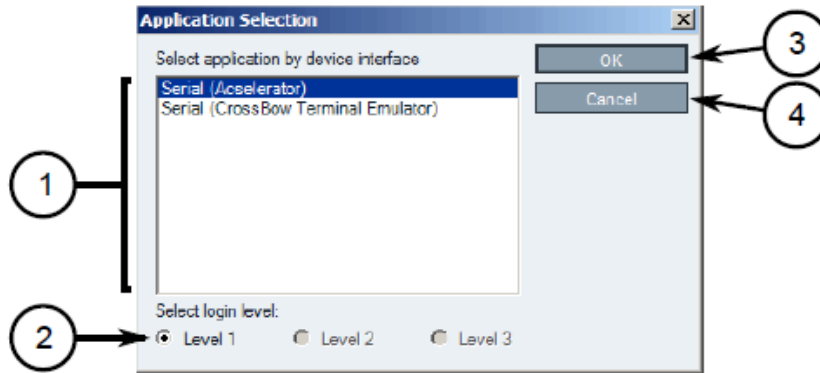 Application Selection
Select application by device interface
OK
3
Serial (Acselerator)
Serial (CrossBow Terminal Emulator)
Cancel
4
1
Select login level:
2
Level 1 Level 2 Level 3